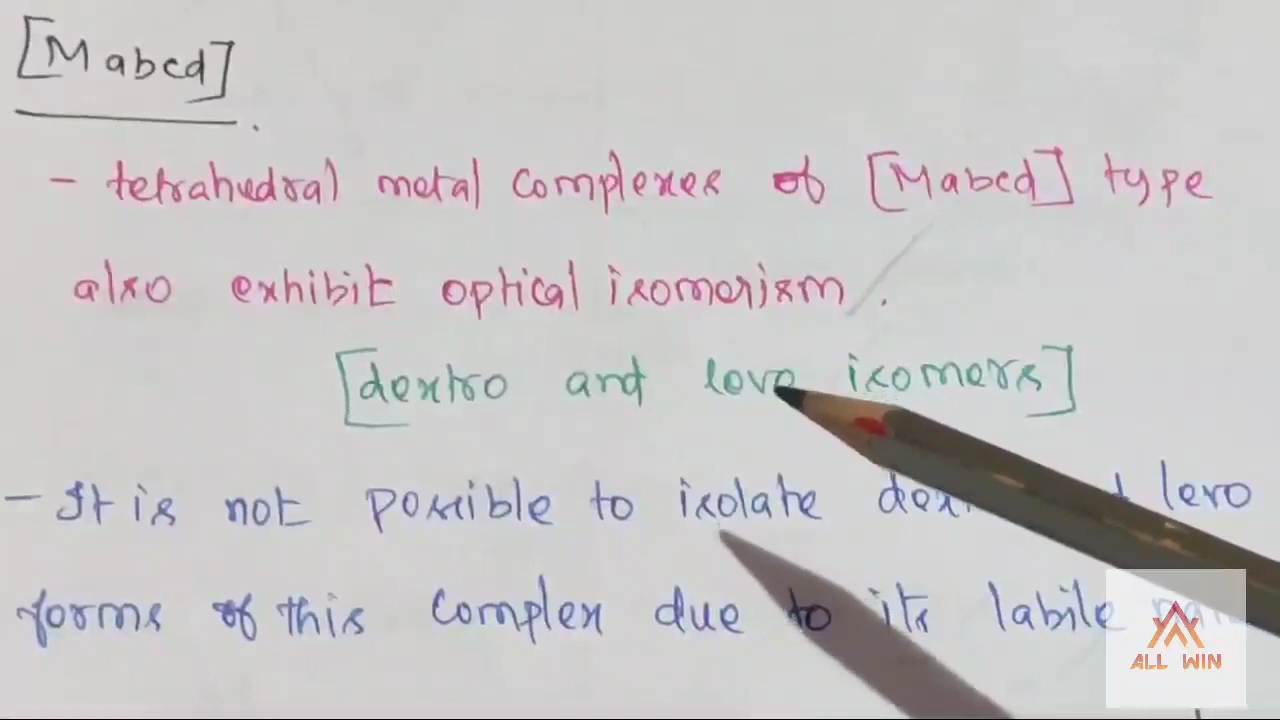 [Mabcd]
- tetrahedral metal complexes of [Mabcd] type
also exhibit optical isomerism.
[dextro and levo isomers]
- It is not possible to isolate levo
forms of this complex due to its labile
ALL WIN